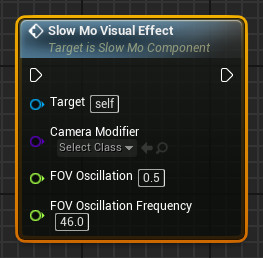 Slow Mo Visual Effect
Target is Slow Mo Component
Target self
Camera Modifier
Select Class
FOV Oscillation 0.5
FOV Oscillation Frequency
46.0